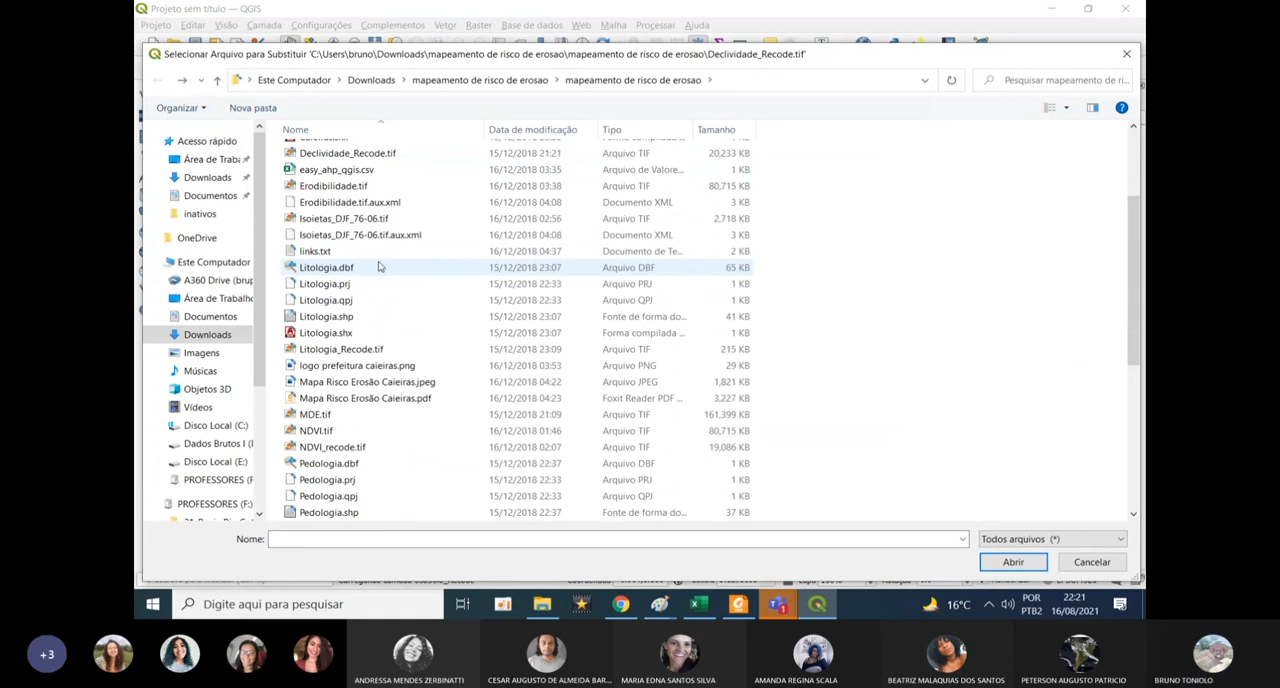 Projeto sem título — QGIS
Projeto Editar Visão Camada Configurações Complementos Vetor Raster Base de dados Web Malha Processar Ajuda
Selecionar Arquivo para Substituir 'C:\Users\bruno\Downloads\mapeamento de risco de erosao\mapeamento de risco de erosao\Declividade_Recode.tif'
Este Computador > Downloads > mapeamento de risco de erosao > mapeamento de risco de erosao >
Pesquisar mapeamento de ri...
Organizar Nova pasta
Nome Data de modificação Tipo Tamanho
Declividade_Recode.tif 15/12/2018 21:21 Arquivo TIF 20,233 KB
easy_ahp_qgis.csv 16/12/2018 03:35 Arquivo de Valore... 1 KB
Erodibilidade.tif 16/12/2018 03:38 Arquivo TIF 80,715 KB
Erodibilidade.tif.aux.xml 16/12/2018 04:08 Documento XML 3 KB
Isoietas_DJF_76-06.tif 16/12/2018 02:56 Arquivo TIF 2,718 KB
Isoietas_DJF_76-06.tif.aux.xml 16/12/2018 04:08 Documento XML 3 KB
links.txt 16/12/2018 04:37 Documento de Te... 2 KB
Litologia.dbf 15/12/2018 23:07 Arquivo DBF 65 KB
Litologia.prj 15/12/2018 22:33 Arquivo PRJ 1 KB
Litologia.qpj 15/12/2018 22:33 Arquivo QPJ 1 KB
Litologia.shp 15/12/2018 23:07 Fonte de forma do... 41 KB
Litologia.shx 15/12/2018 23:07 Forma compilada ... 1 KB
Litologia_Recode.tif 15/12/2018 23:09 Arquivo TIF 215 KB
logo prefeitura caieiras.png 16/12/2018 03:53 Arquivo PNG 29 KB
Mapa Risco Erosão Caieiras.jpeg 16/12/2018 04:22 Arquivo JPEG 1,821 KB
Mapa Risco Erosão Caieiras.pdf 16/12/2018 04:23 Foxit Reader PDF ... 3,227 KB
MDE.tif 15/12/2018 21:09 Arquivo TIF 161,399 KB
NDVI.tif 16/12/2018 01:46 Arquivo TIF 80,715 KB
NDVI_recode.tif 16/12/2018 02:07 Arquivo TIF 19,086 KB
Pedologia.dbf 15/12/2018 22:37 Arquivo DBF 1 KB
Pedologia.prj 15/12/2018 22:33 Arquivo PRJ 1 KB
Pedologia.qpj 15/12/2018 22:33 Arquivo QPJ 1 KB
Pedologia.shp 15/12/2018 22:37 Fonte de forma do... 37 KB
Acesso rápido
Área de Traba
Downloads
Documentos
inativos
OneDrive
Este Computador
A360 Drive (brup
Área de Trabalho
Documentos
Downloads
Imagens
Músicas
Objetos 3D
Vídeos
Disco Local (C:)
Dados Brutos I (I
Disco Local (E:)
PROFESSORES (F
PROFESSORES (F:)
Nome:
Todos arquivos (*)
Abrir Cancelar
Digite aqui para pesquisar
16°C
POR
PTB2
22:21
16/08/2021
+3
ANDRESSA MENDES ZERBINATTI
CESAR AUGUSTO DE ALMEIDA BAR...
MARIA EDNA SANTOS SILVA
AMANDA REGINA SCALA
BEATRIZ MALAQUIAS DOS SANTOS
PETERSON AUGUSTO PATRICIO
BRUNO TONIOLO